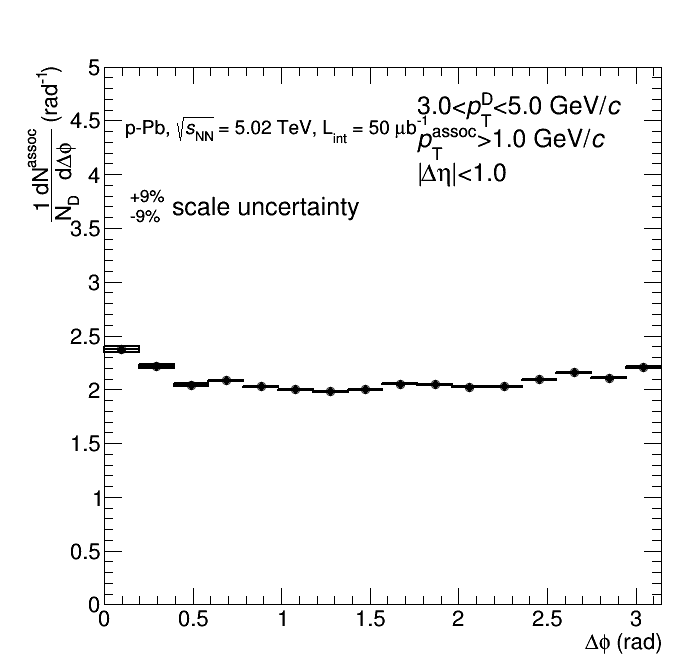 1 dN^assoc / N_D dΔϕ (rad^-1)
5
4.5
4
3.5
3
2.5
2
1.5
1
0.5
0
p-Pb, √s_NN = 5.02 TeV, L_int = 50 μb^-1
3.0<p_T^D<5.0 GeV/c
p_T^assoc>1.0 GeV/c
|Δη|<1.0
+9%
-9% scale uncertainty
0 0.5 1 1.5 2 2.5 3
Δϕ (rad)